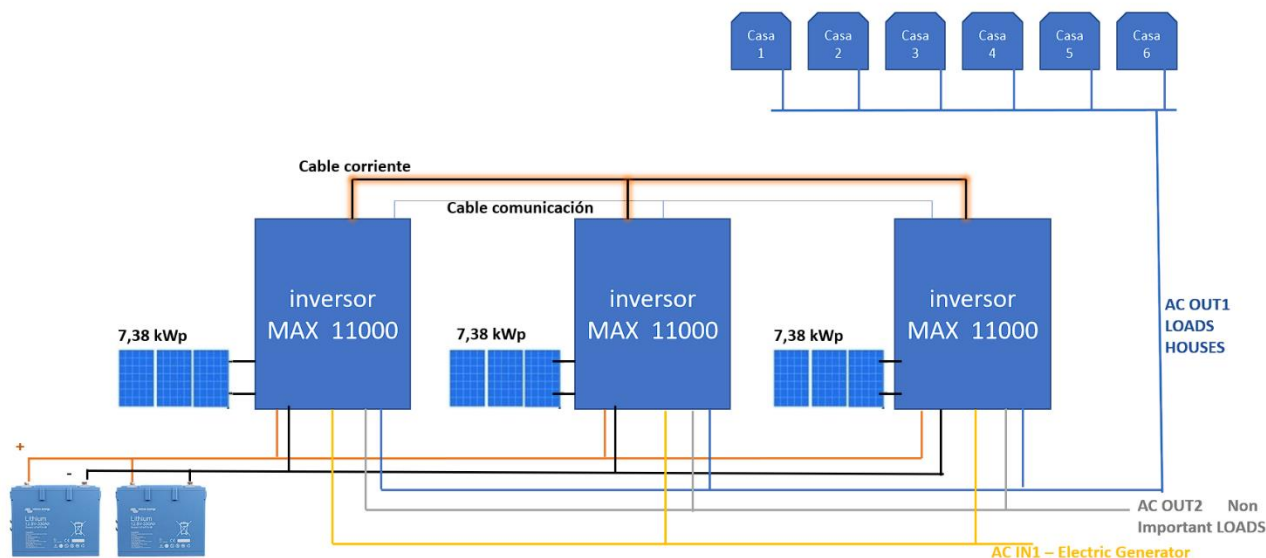 Casa
1
Casa
2
Casa
3
Casa
4
Casa
5
Casa
6
Cable corriente
Cable comunicación
inversor
MAX 11000
inversor
MAX 11000
inversor
MAX 11000
7,38 kWp
7,38 kWp
7,38 kWp
AC OUT1
LOADS
HOUSES
+
-
Lithium
Lithium
AC OUT2 Non
Important LOADS
AC IN1 – Electric Generator